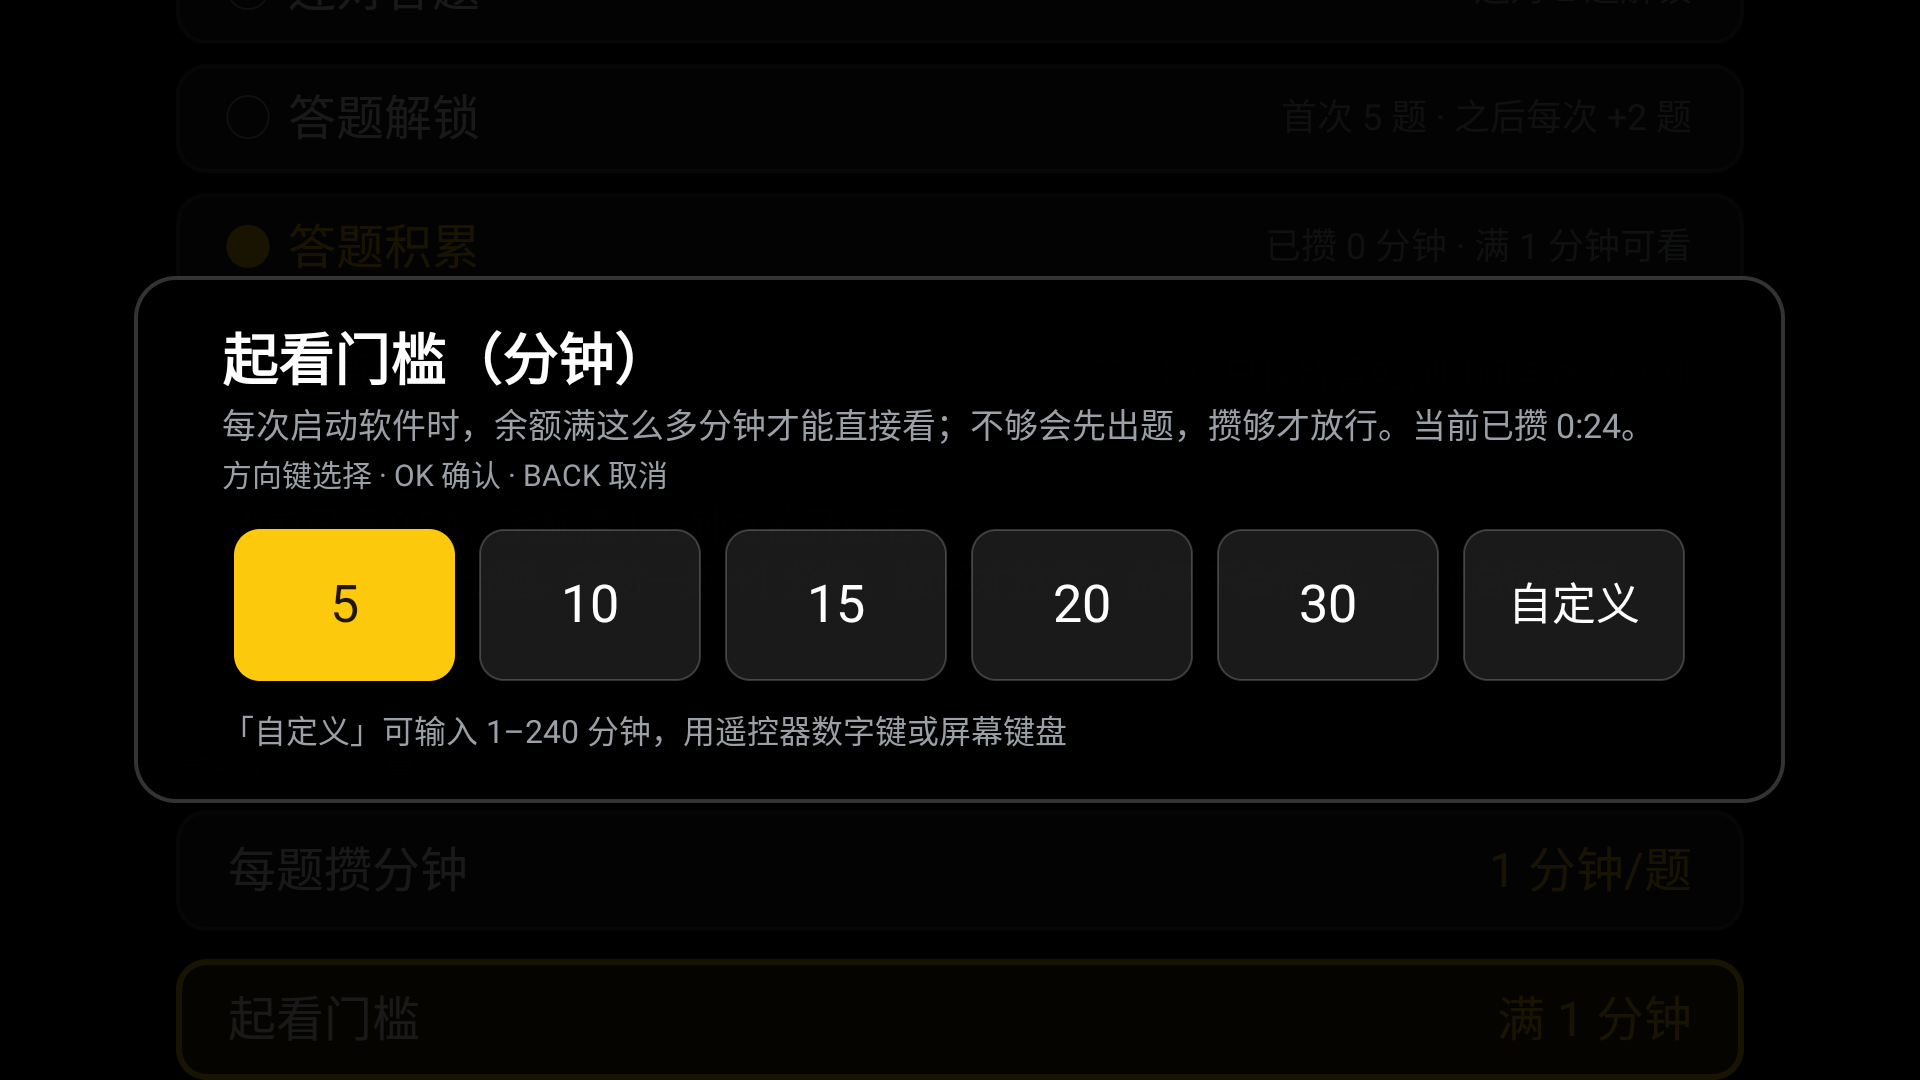 答题解锁
首次 5 题 · 之后每次 +2 题
答题积累
已攒 0 分钟 · 满 1 分钟可看
起看门槛（分钟）
每次启动软件时，余额满这么多分钟才能直接看；不够会先出题，攒够才放行。当前已攒 0:24。
方向键选择 · OK 确认 · BACK 取消
5
10
15
20
30
自定义
「自定义」可输入 1–240 分钟，用遥控器数字键或屏幕键盘
每题攒分钟
1 分钟/题
起看门槛
满 1 分钟